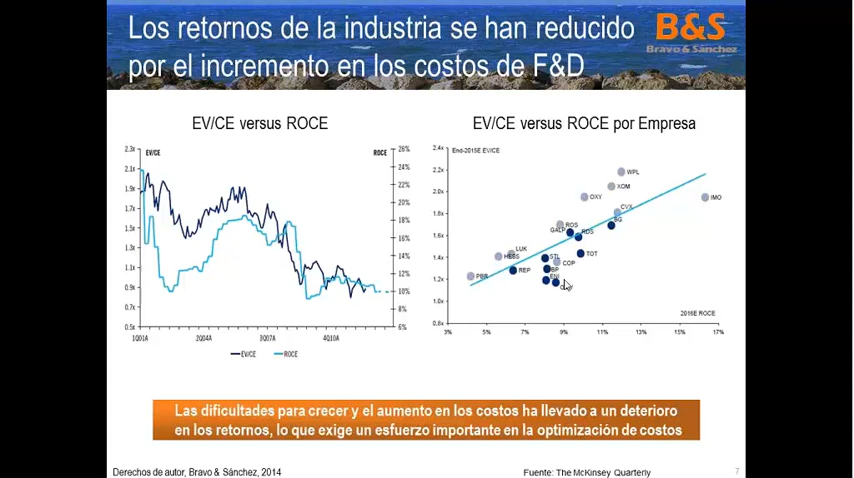 Los retornos de la industria se han reducido
por el incremento en los costos de F&D
B&S
Bravo & Sánchez
EV/CE versus ROCE
EV/CE
ROCE
2.3x
2.1x
1.9x
1.7x
1.5x
1.3x
1.1x
0.9x
0.7x
0.5x
26%
24%
22%
20%
18%
16%
14%
12%
10%
8%
6%
1Q01A
2Q04A
3Q07A
4Q10A
EV/CE
ROCE
EV/CE versus ROCE por Empresa
End-2015E EV/CE
2.4x
2.2x
2.0x
1.8x
1.6x
1.4x
1.2x
1.0x
0.8x
WPL
XOM
OXY
IMO
CVX
BG
ROS
GALP
RDS
LUK
HESS
STL
TOT
COP
REP
BP
PBR
ENI
2016E ROCE
3%
5%
7%
9%
11%
13%
15%
17%
Las dificultades para crecer y el aumento en los costos ha llevado a un deterioro
en los retornos, lo que exige un esfuerzo importante en la optimización de costos
Derechos de autor, Bravo & Sánchez, 2014
Fuente: The McKinsey Quarterly
7